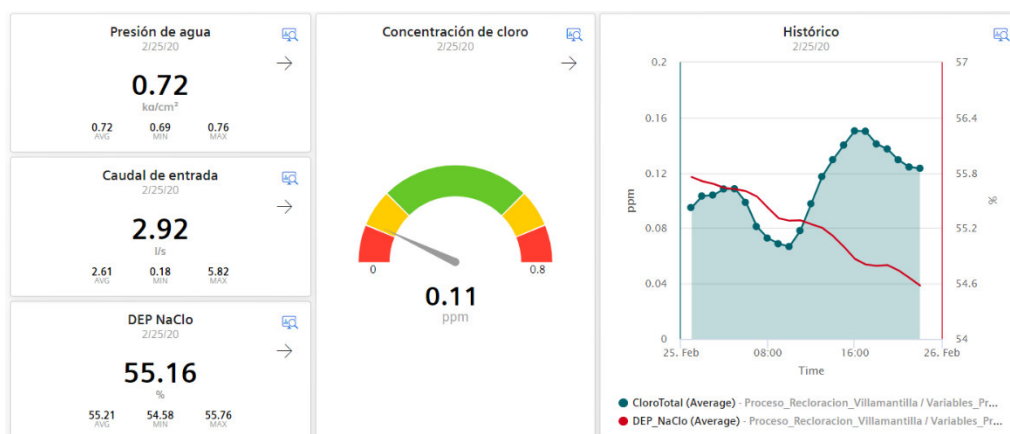 Presión de agua
2/25/20
0.72
kg/cm²
0.72 0.69 0.76
AVG MIN MAX
Caudal de entrada
2/25/20
2.92
l/s
2.61 0.18 5.82
AVG MIN MAX
DEP NaClo
2/25/20
55.16
%
55.21 54.58 55.76
AVG MIN MAX
Concentración de cloro
2/25/20
0 0.8
0.11
ppm
Histórico
2/25/20
0.2 57
0.16 56.4
0.12 55.8
ppm %
0.08 55.2
0.04 54.6
0 54
25. Feb 08:00 16:00 26. Feb
Time
CloroTotal (Average) - Proceso_Recloracion_Villamantilla / Variables_Pr...
DEP_NaClo (Average) - Proceso_Recloracion_Villamantilla / Variables_Pr...